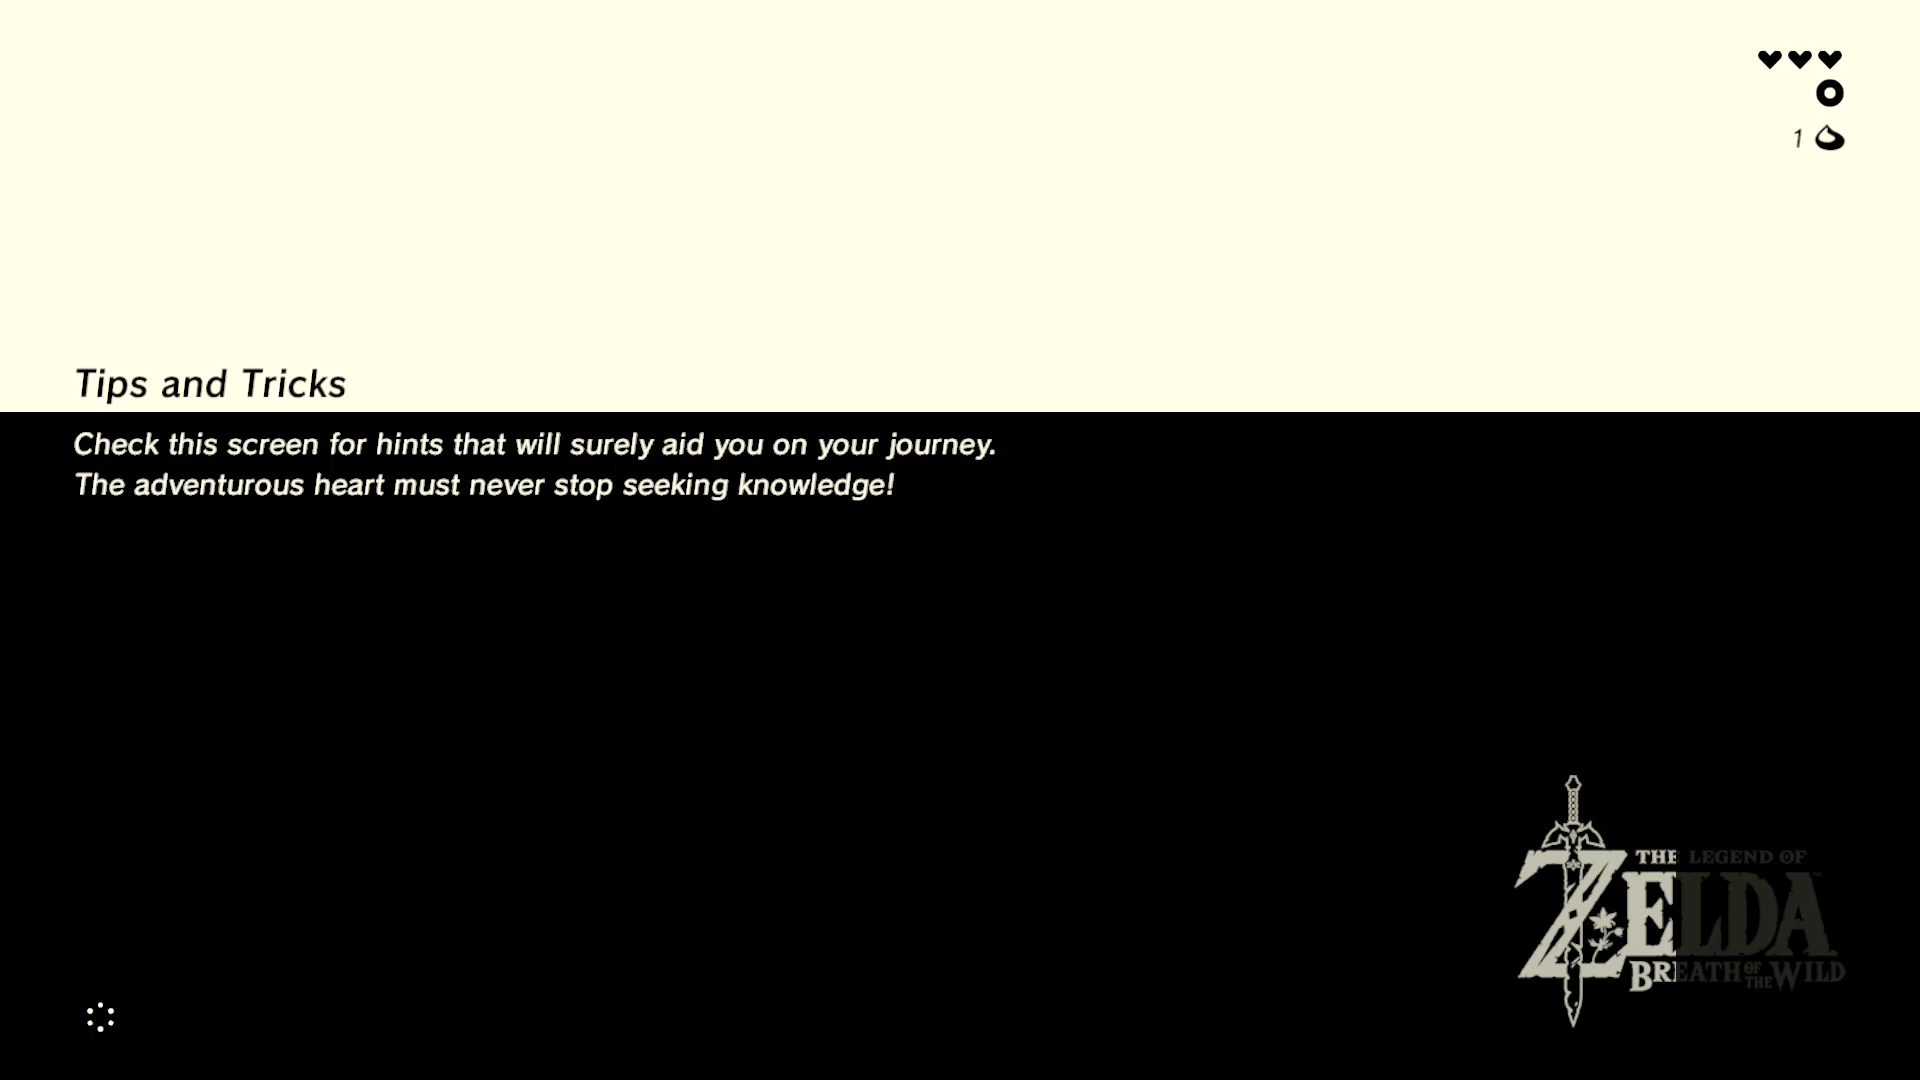 1
Tips and Tricks
Check this screen for hints that will surely aid you on your journey.
The adventurous heart must never stop seeking knowledge!
THE LEGEND OF
ZELDA
BREATH OF THE WILD